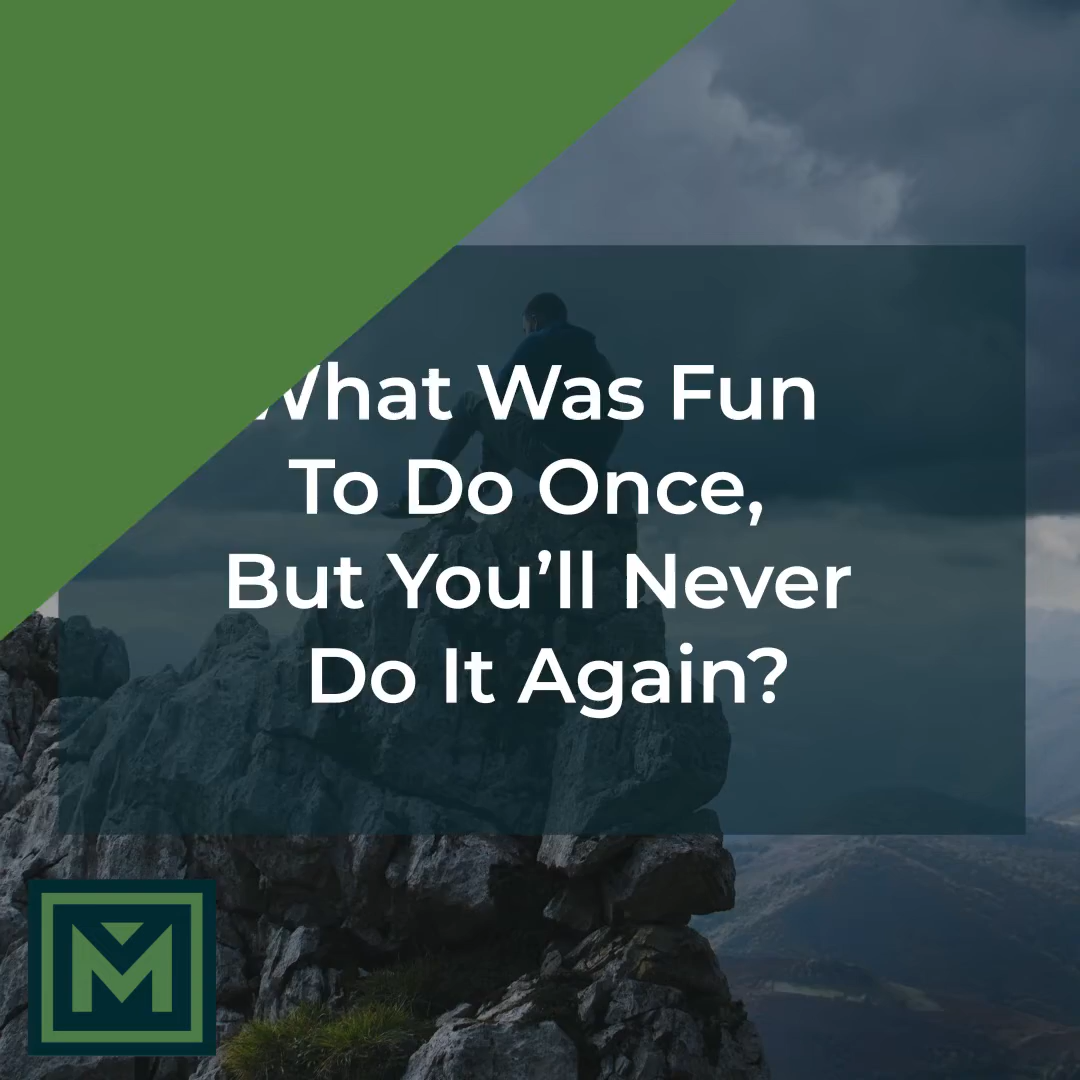 What Was Fun
To Do Once,
But You’ll Never
Do It Again?
M